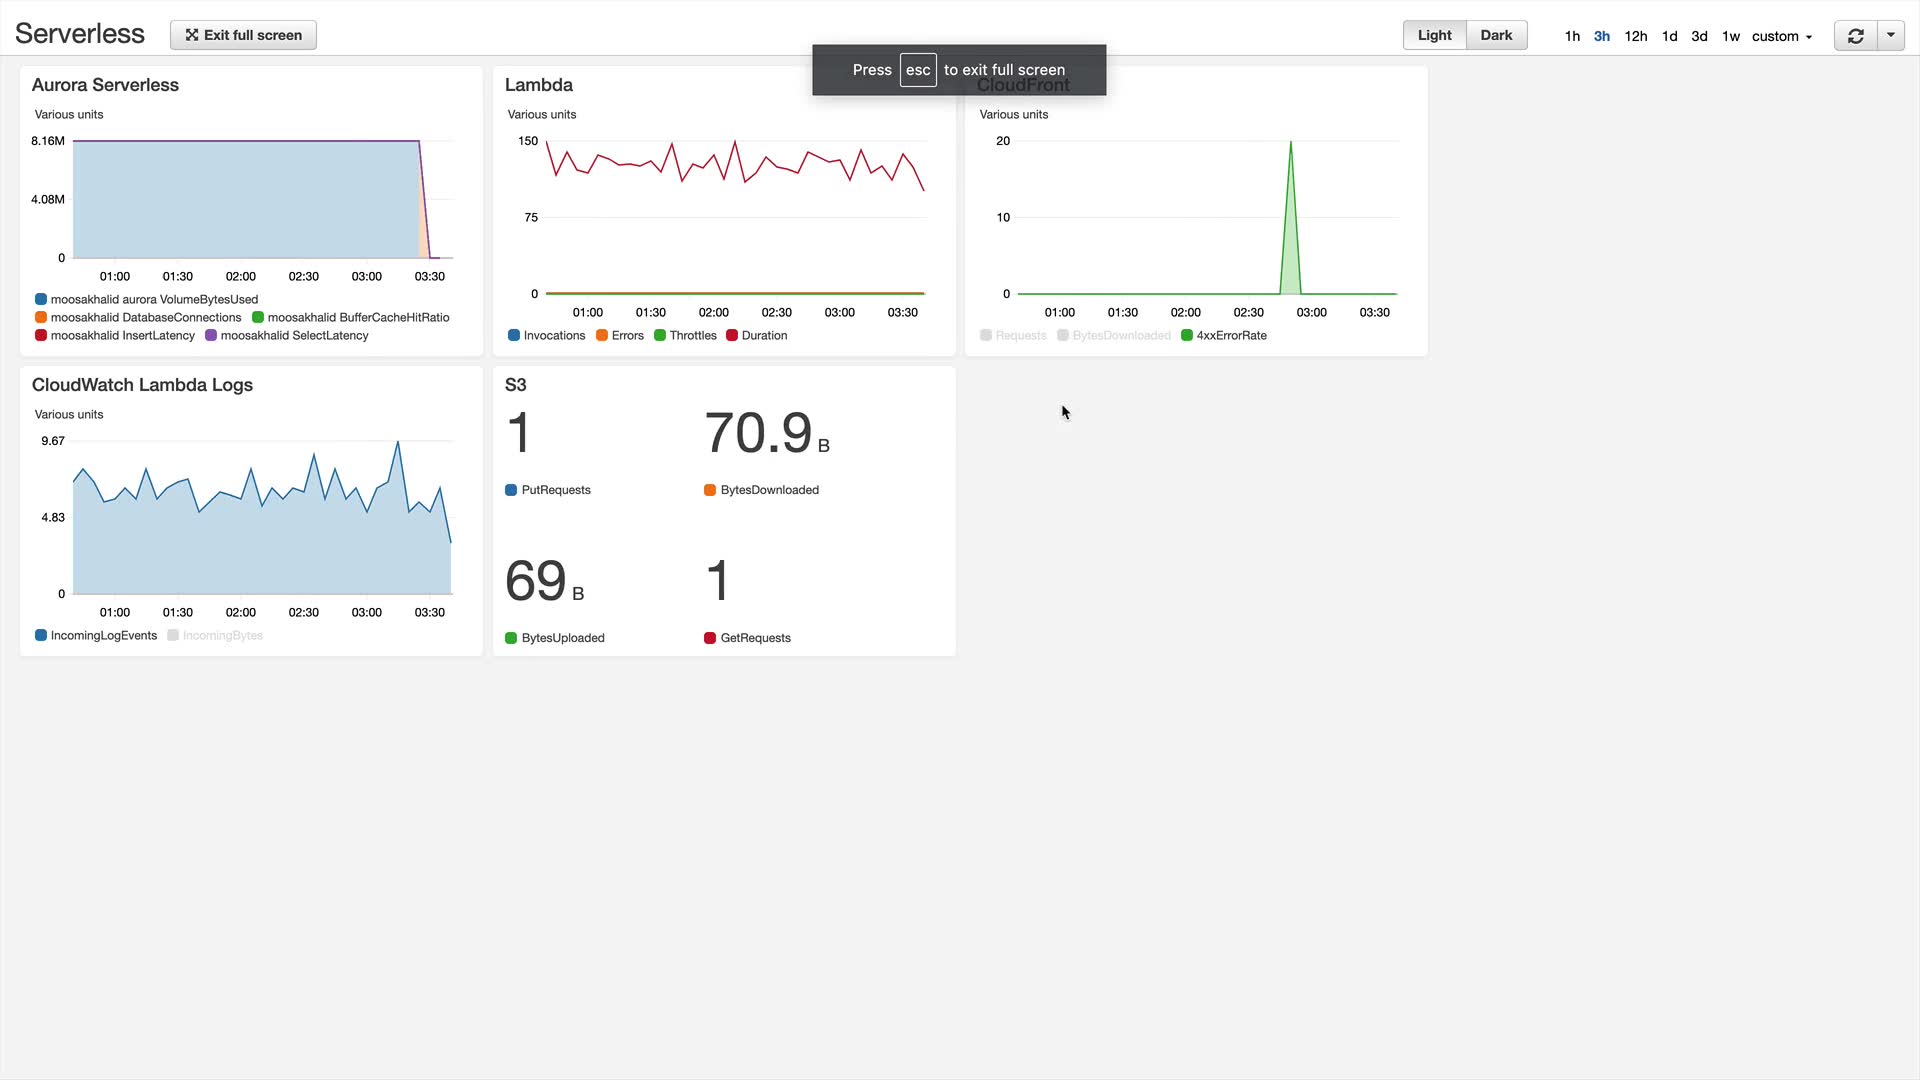 Serverless
Exit full screen
Light Dark
1h 3h 12h 1d 3d 1w custom
Press esc to exit full screen
Aurora Serverless
Various units
8.16M
4.08M
0
01:00 01:30 02:00 02:30 03:00 03:30
moosakhalid aurora VolumeBytesUsed
moosakhalid DatabaseConnections moosakhalid BufferCacheHitRatio
moosakhalid InsertLatency moosakhalid SelectLatency
Lambda
Various units
150
75
0
01:00 01:30 02:00 02:30 03:00 03:30
Invocations Errors Throttles Duration
CloudFront
Various units
20
10
0
01:00 01:30 02:00 02:30 03:00 03:30
Requests BytesDownloaded 4xxErrorRate
CloudWatch Lambda Logs
Various units
9.67
4.83
0
01:00 01:30 02:00 02:30 03:00 03:30
IncomingLogEvents IncomingBytes
S3
1 70.9 B
PutRequests BytesDownloaded
69 B 1
BytesUploaded GetRequests